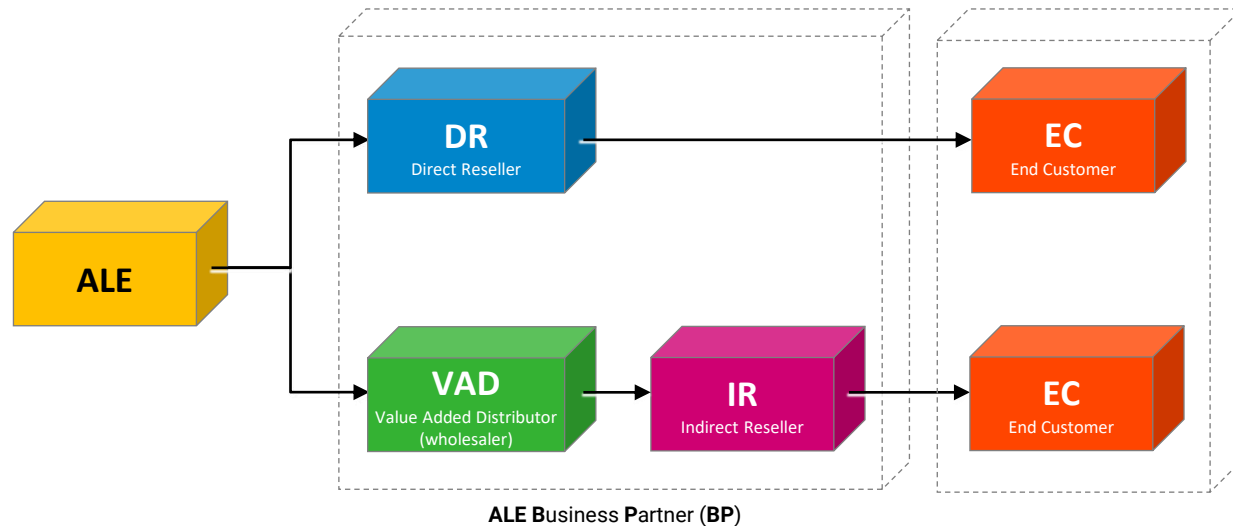 DR
Direct Reseller
EC
End Customer
ALE
VAD
Value Added Distributor
(wholesaler)
IR
Indirect Reseller
EC
End Customer
ALE Business Partner (BP)